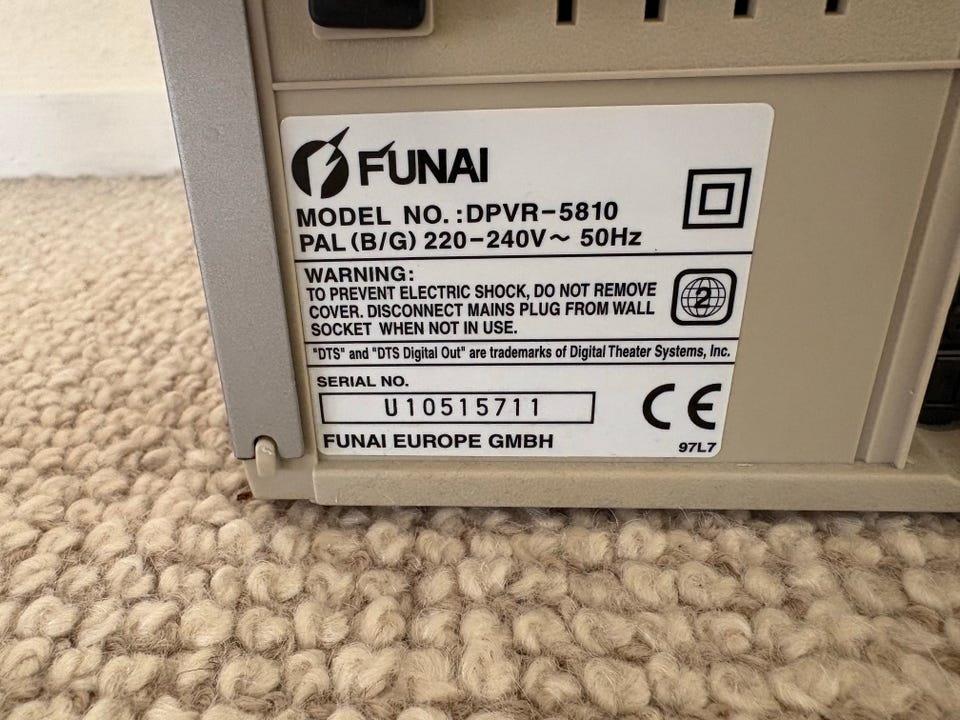 FUNAI
MODEL NO.:DPVR-5810
PAL(B/G) 220-240V~ 50Hz
WARNING:
TO PREVENT ELECTRIC SHOCK, DO NOT REMOVE
COVER. DISCONNECT MAINS PLUG FROM WALL
SOCKET WHEN NOT IN USE.
2
"DTS" and "DTS Digital Out" are trademarks of Digital Theater Systems, Inc.
SERIAL NO.
U10515711
FUNAI EUROPE GMBH
CE
97L7